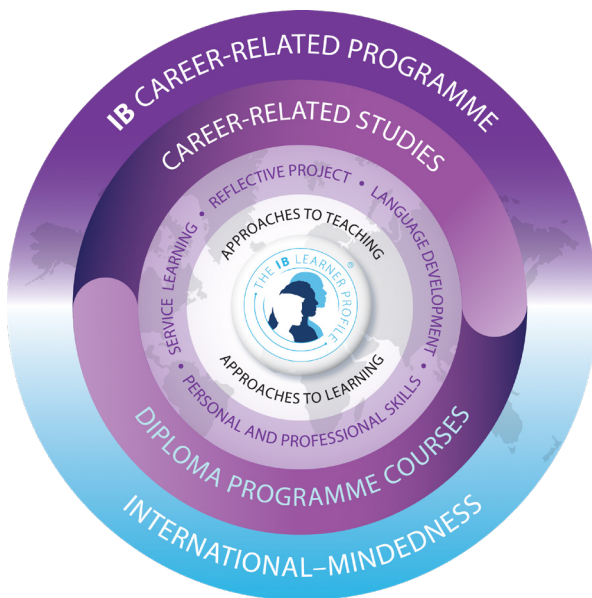 IB CAREER-RELATED PROGRAMME
CAREER-RELATED STUDIES
SERVICE LEARNING • REFLECTIVE PROJECT • LANGUAGE DEVELOPMENT
APPROACHES TO TEACHING
THE IB LEARNER PROFILE ®
APPROACHES TO LEARNING
• PERSONAL AND PROFESSIONAL SKILLS •
DIPLOMA PROGRAMME COURSES
INTERNATIONAL–MINDEDNESS